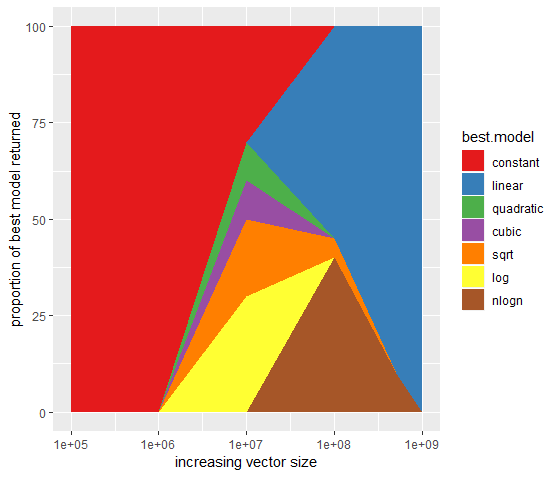 100
75
50
25
0
proportion of best model returned
1e+05 1e+06 1e+07 1e+08 1e+09
increasing vector size
best.model
constant
linear
quadratic
cubic
sqrt
log
nlogn